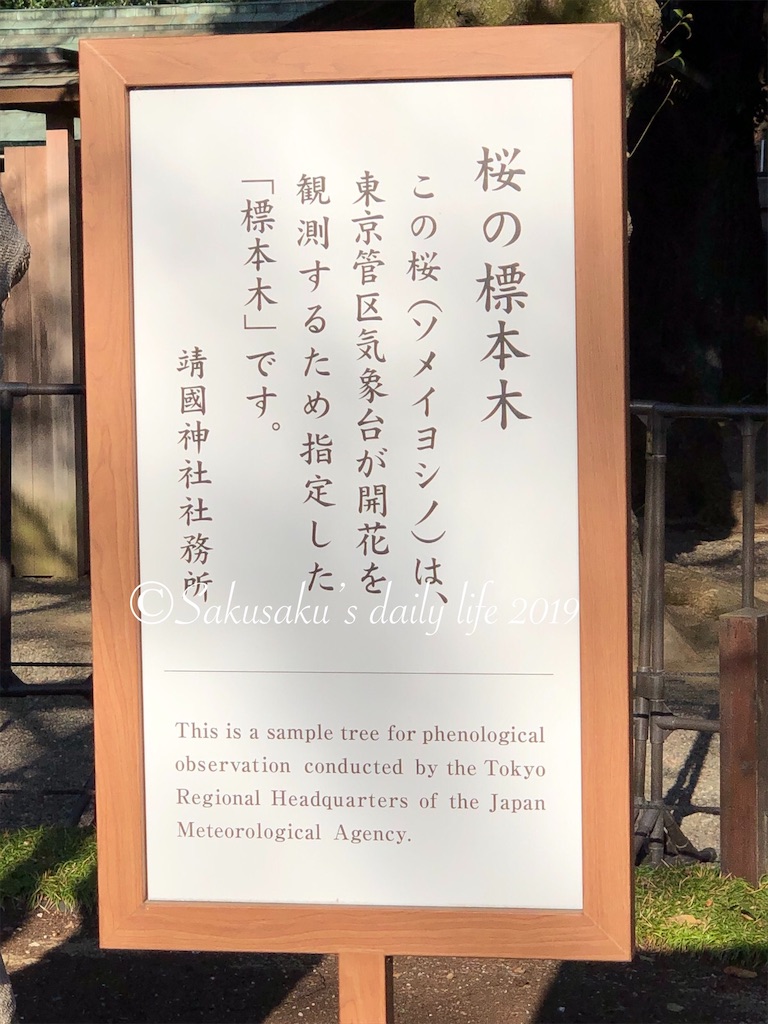 桜の標本木
この桜（ソメイヨシノ）は、
東京管区気象台が開花を
観測するため指定した
「標本木」です。
靖國神社社務所
©Sakusaku's daily life 2019
This is a sample tree for phenological
observation conducted by the Tokyo
Regional Headquarters of the Japan
Meteorological Agency.